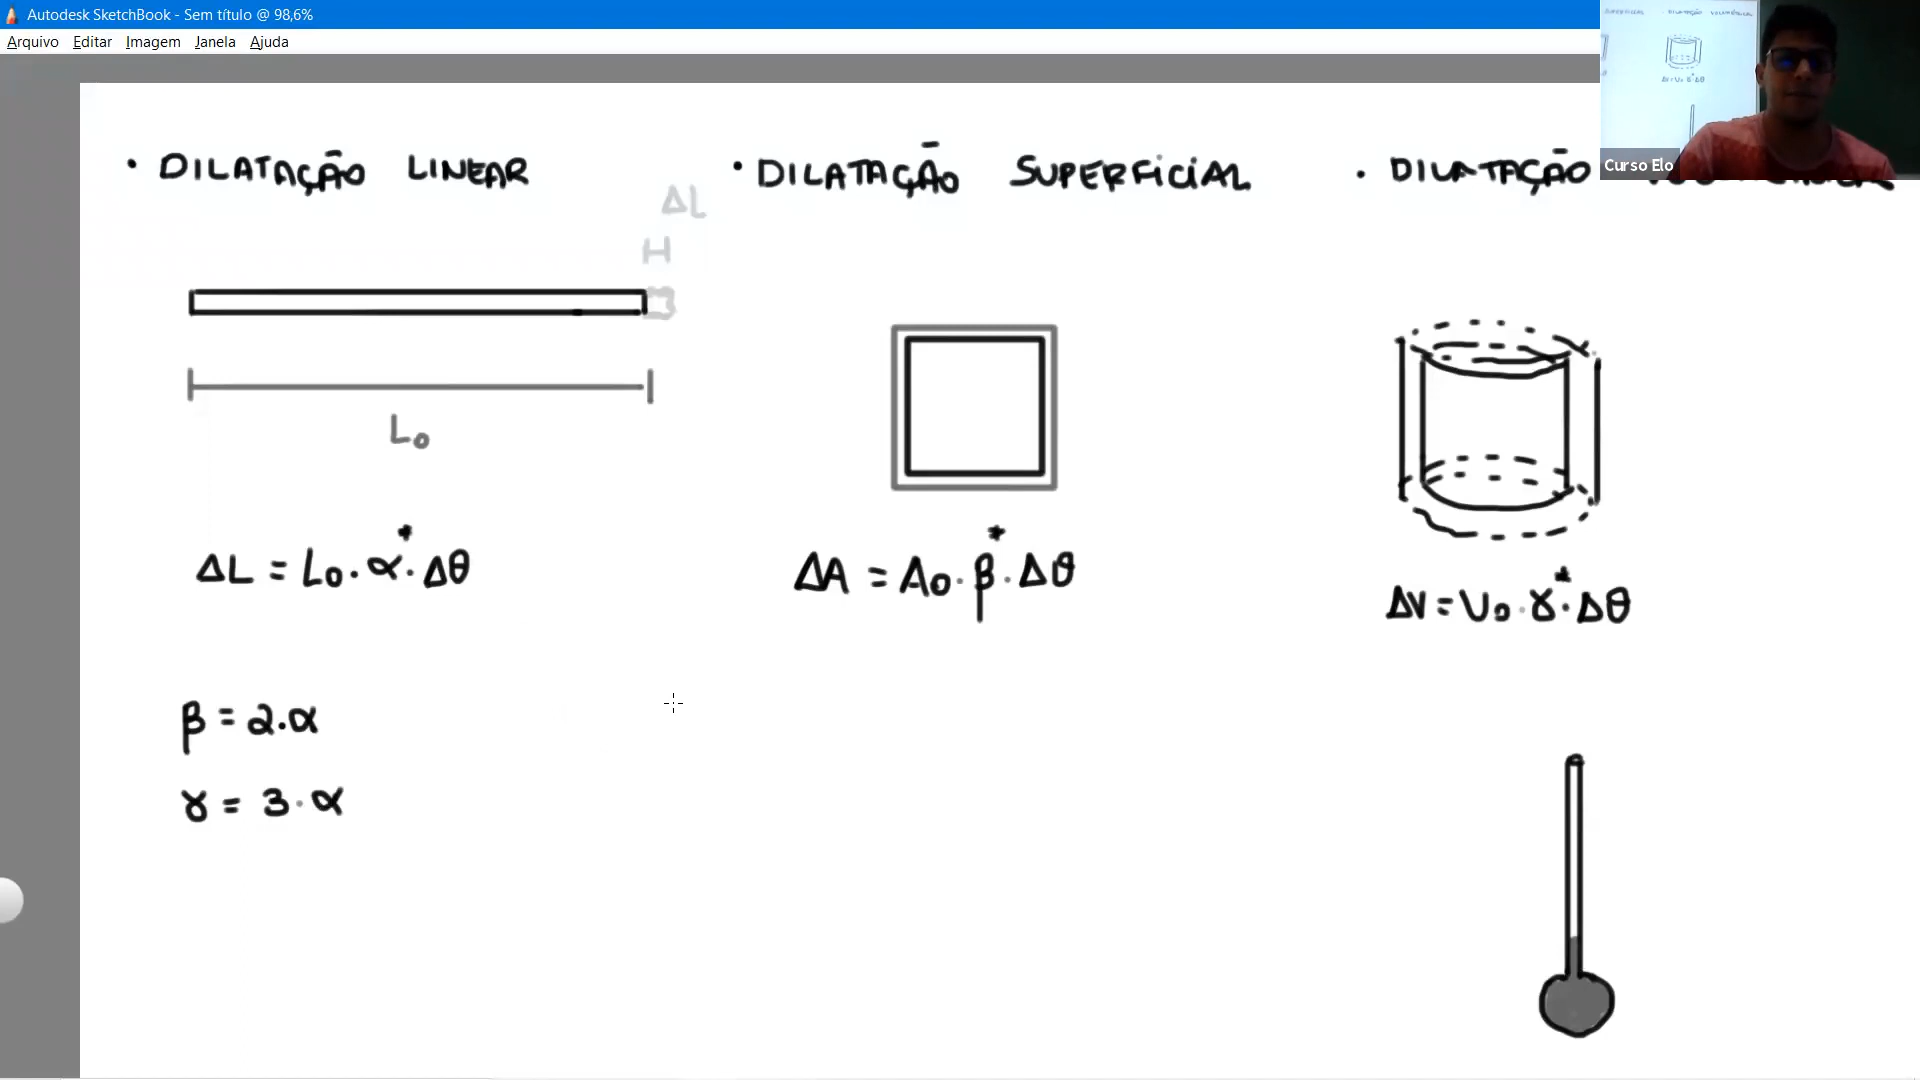 Autodesk SketchBook - Sem título @ 98,6%
Arquivo Editar Imagem Janela Ajuda
Curso Elo
• DILATAÇÃO LINEAR
• DILATAÇÃO SUPERFICIAL
• DILATAÇÃO
ΔL
H
L₀
ΔL = L₀ . α* . Δθ
ΔA = A₀ . β* . Δθ
ΔV = V₀ . γ* . Δθ
β = 2.α
γ = 3.α